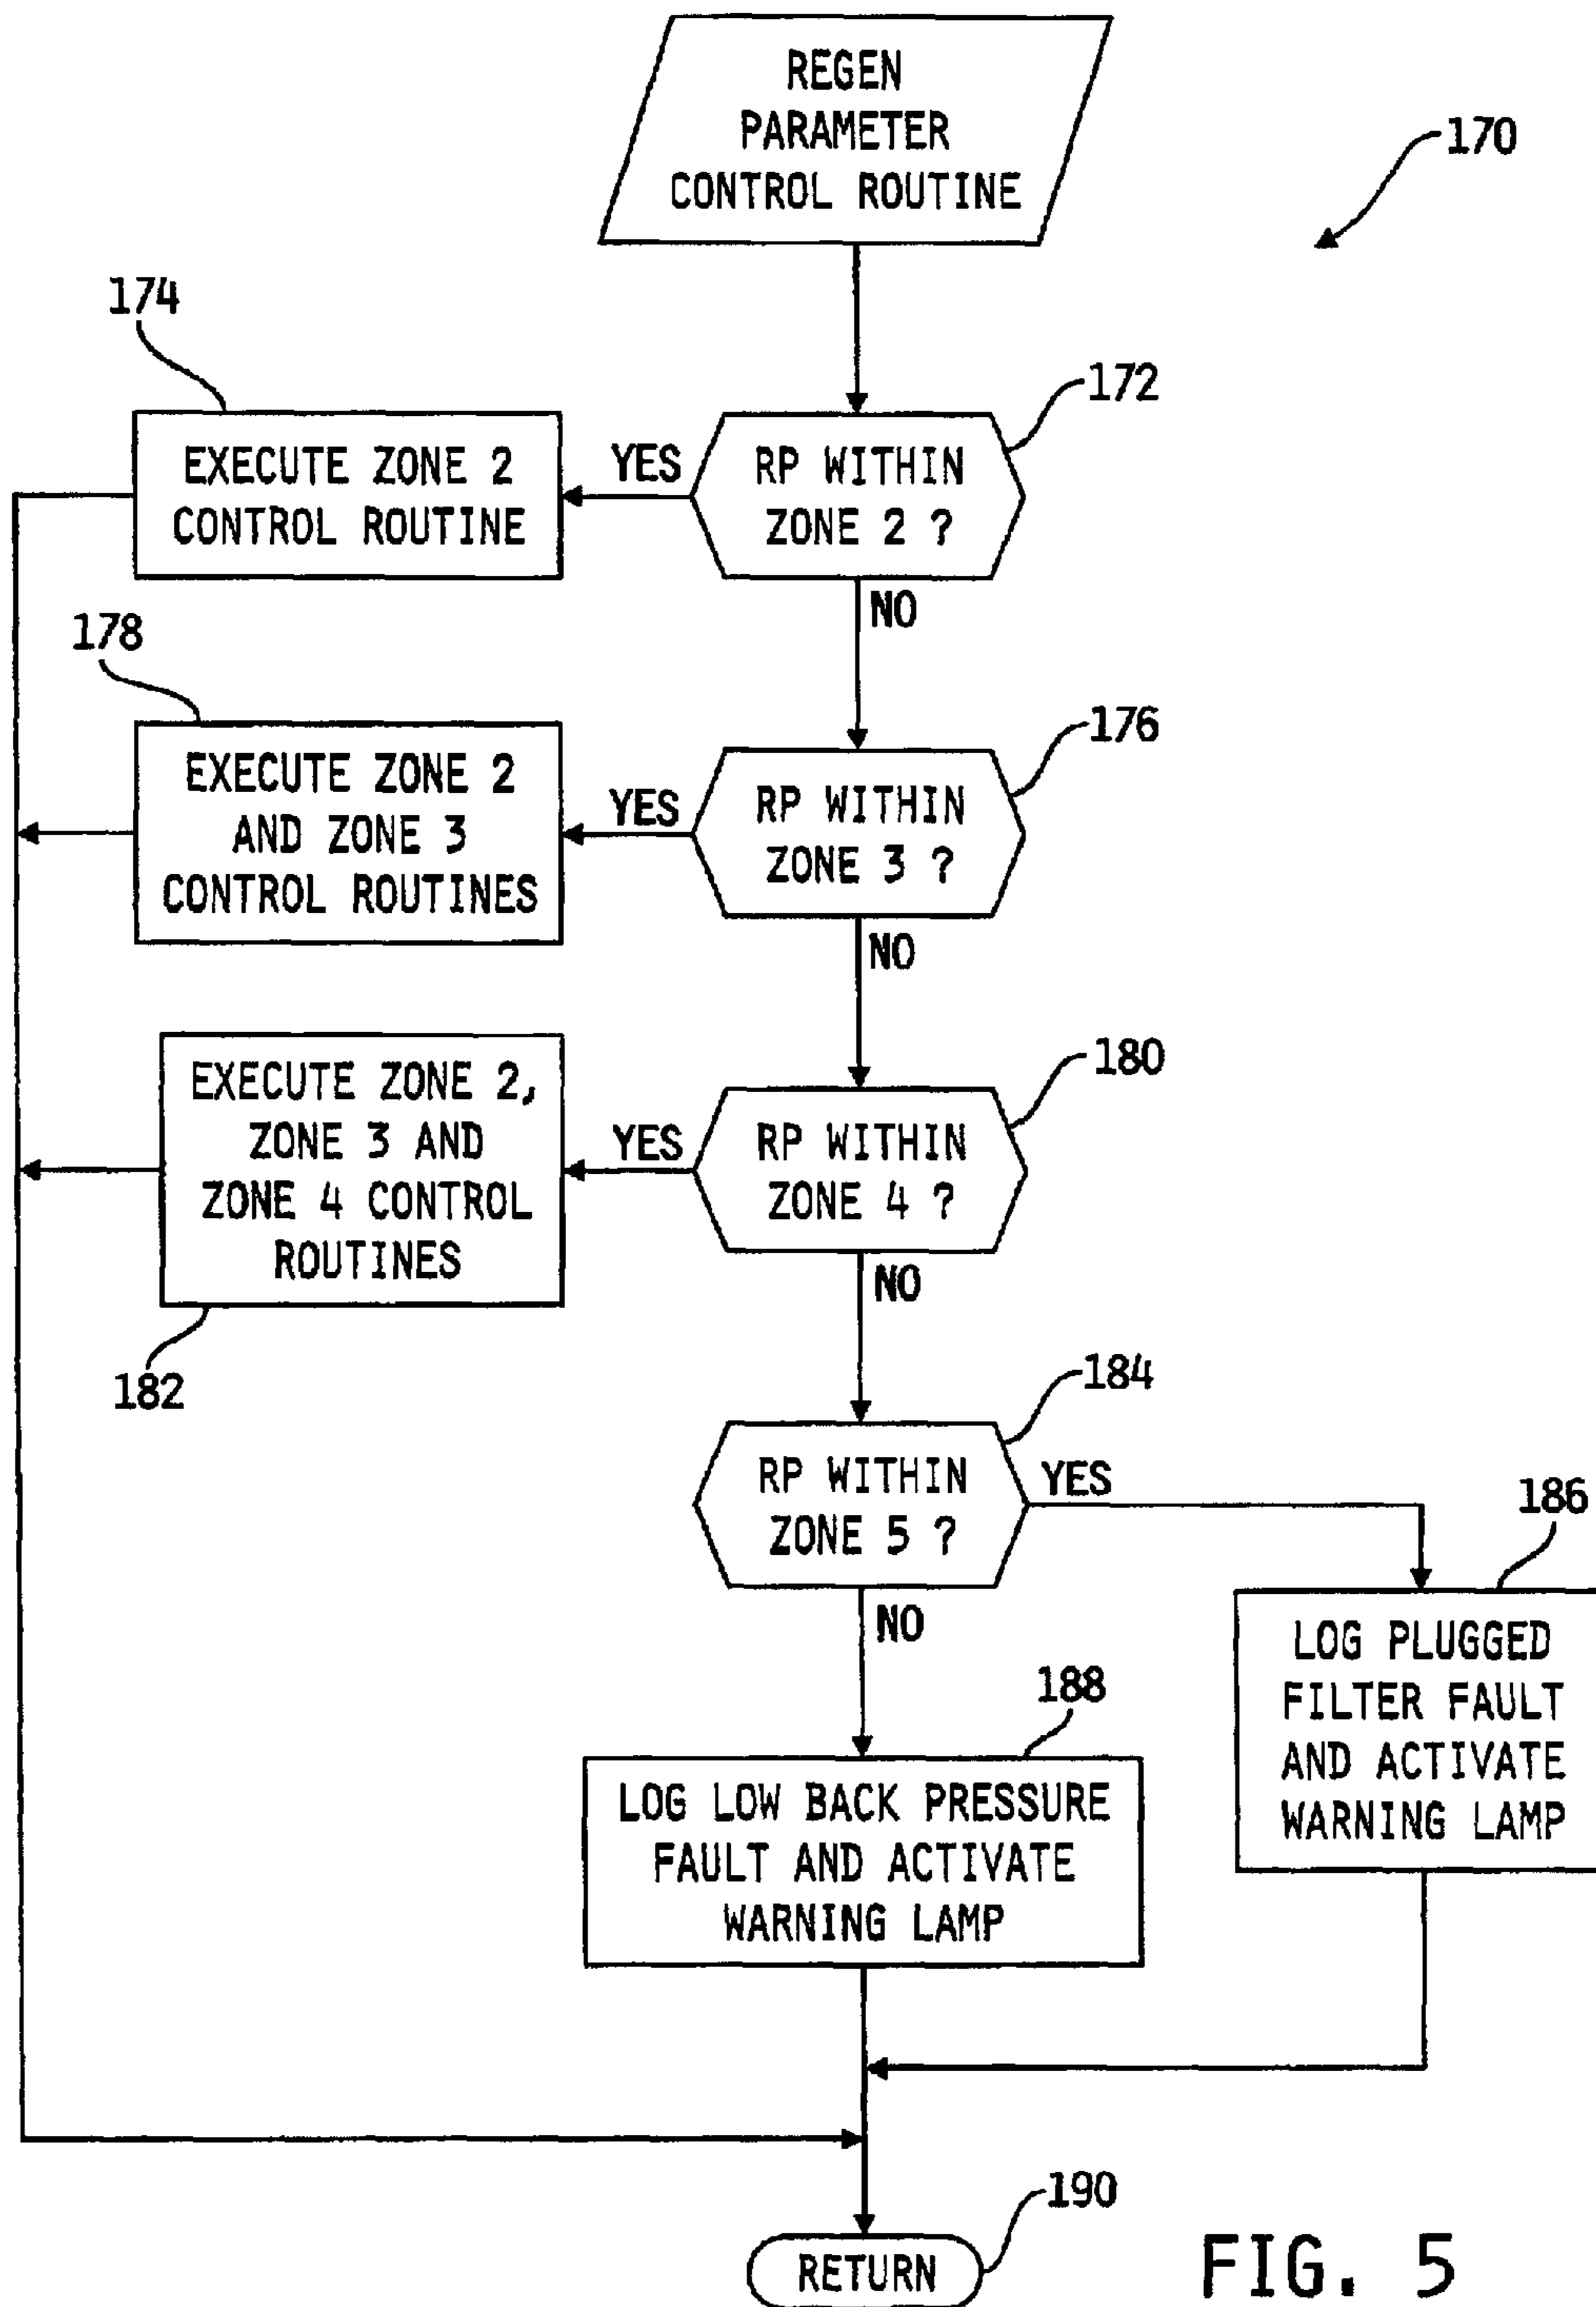 REGEN
PARAMETER
CONTROL ROUTINE
170
174
172
EXECUTE ZONE 2
CONTROL ROUTINE
YES
RP WITHIN
ZONE 2 ?
NO
178
176
EXECUTE ZONE 2
AND ZONE 3
CONTROL ROUTINES
YES
RP WITHIN
ZONE 3 ?
NO
180
EXECUTE ZONE 2,
ZONE 3 AND
ZONE 4 CONTROL
ROUTINES
YES
RP WITHIN
ZONE 4 ?
NO
182
184
RP WITHIN
ZONE 5 ?
YES
NO
186
LOG PLUGGED
FILTER FAULT
AND ACTIVATE
WARNING LAMP
188
LOG LOW BACK PRESSURE
FAULT AND ACTIVATE
WARNING LAMP
190
RETURN
FIG. 5